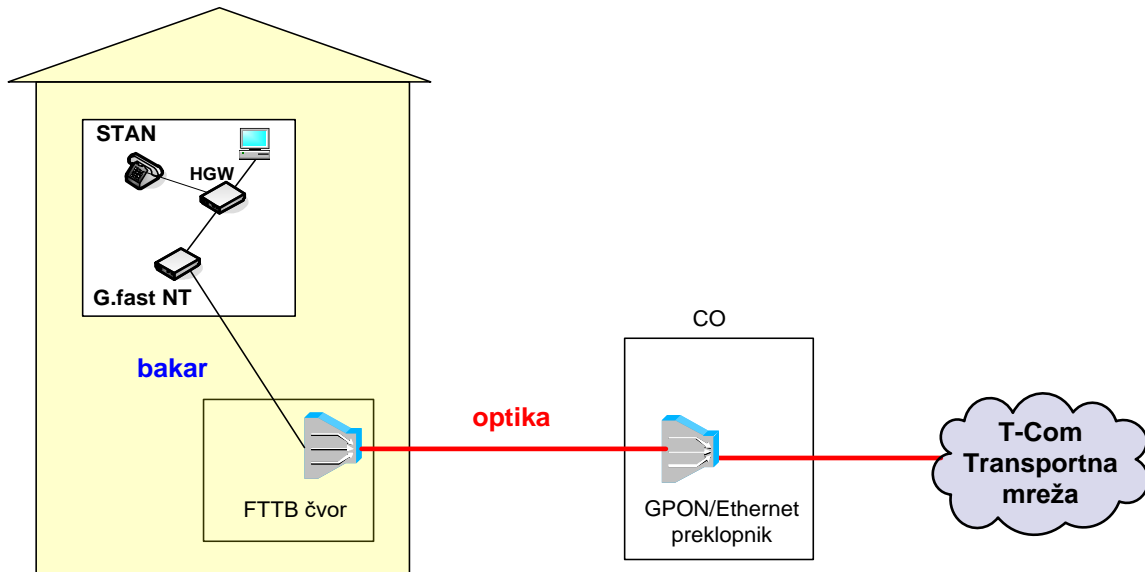 STAN
HGW
G.fast NT
bakar
FTTB čvor
optika
CO
GPON/Ethernet
preklopnik
T-Com
Transportna
mreža